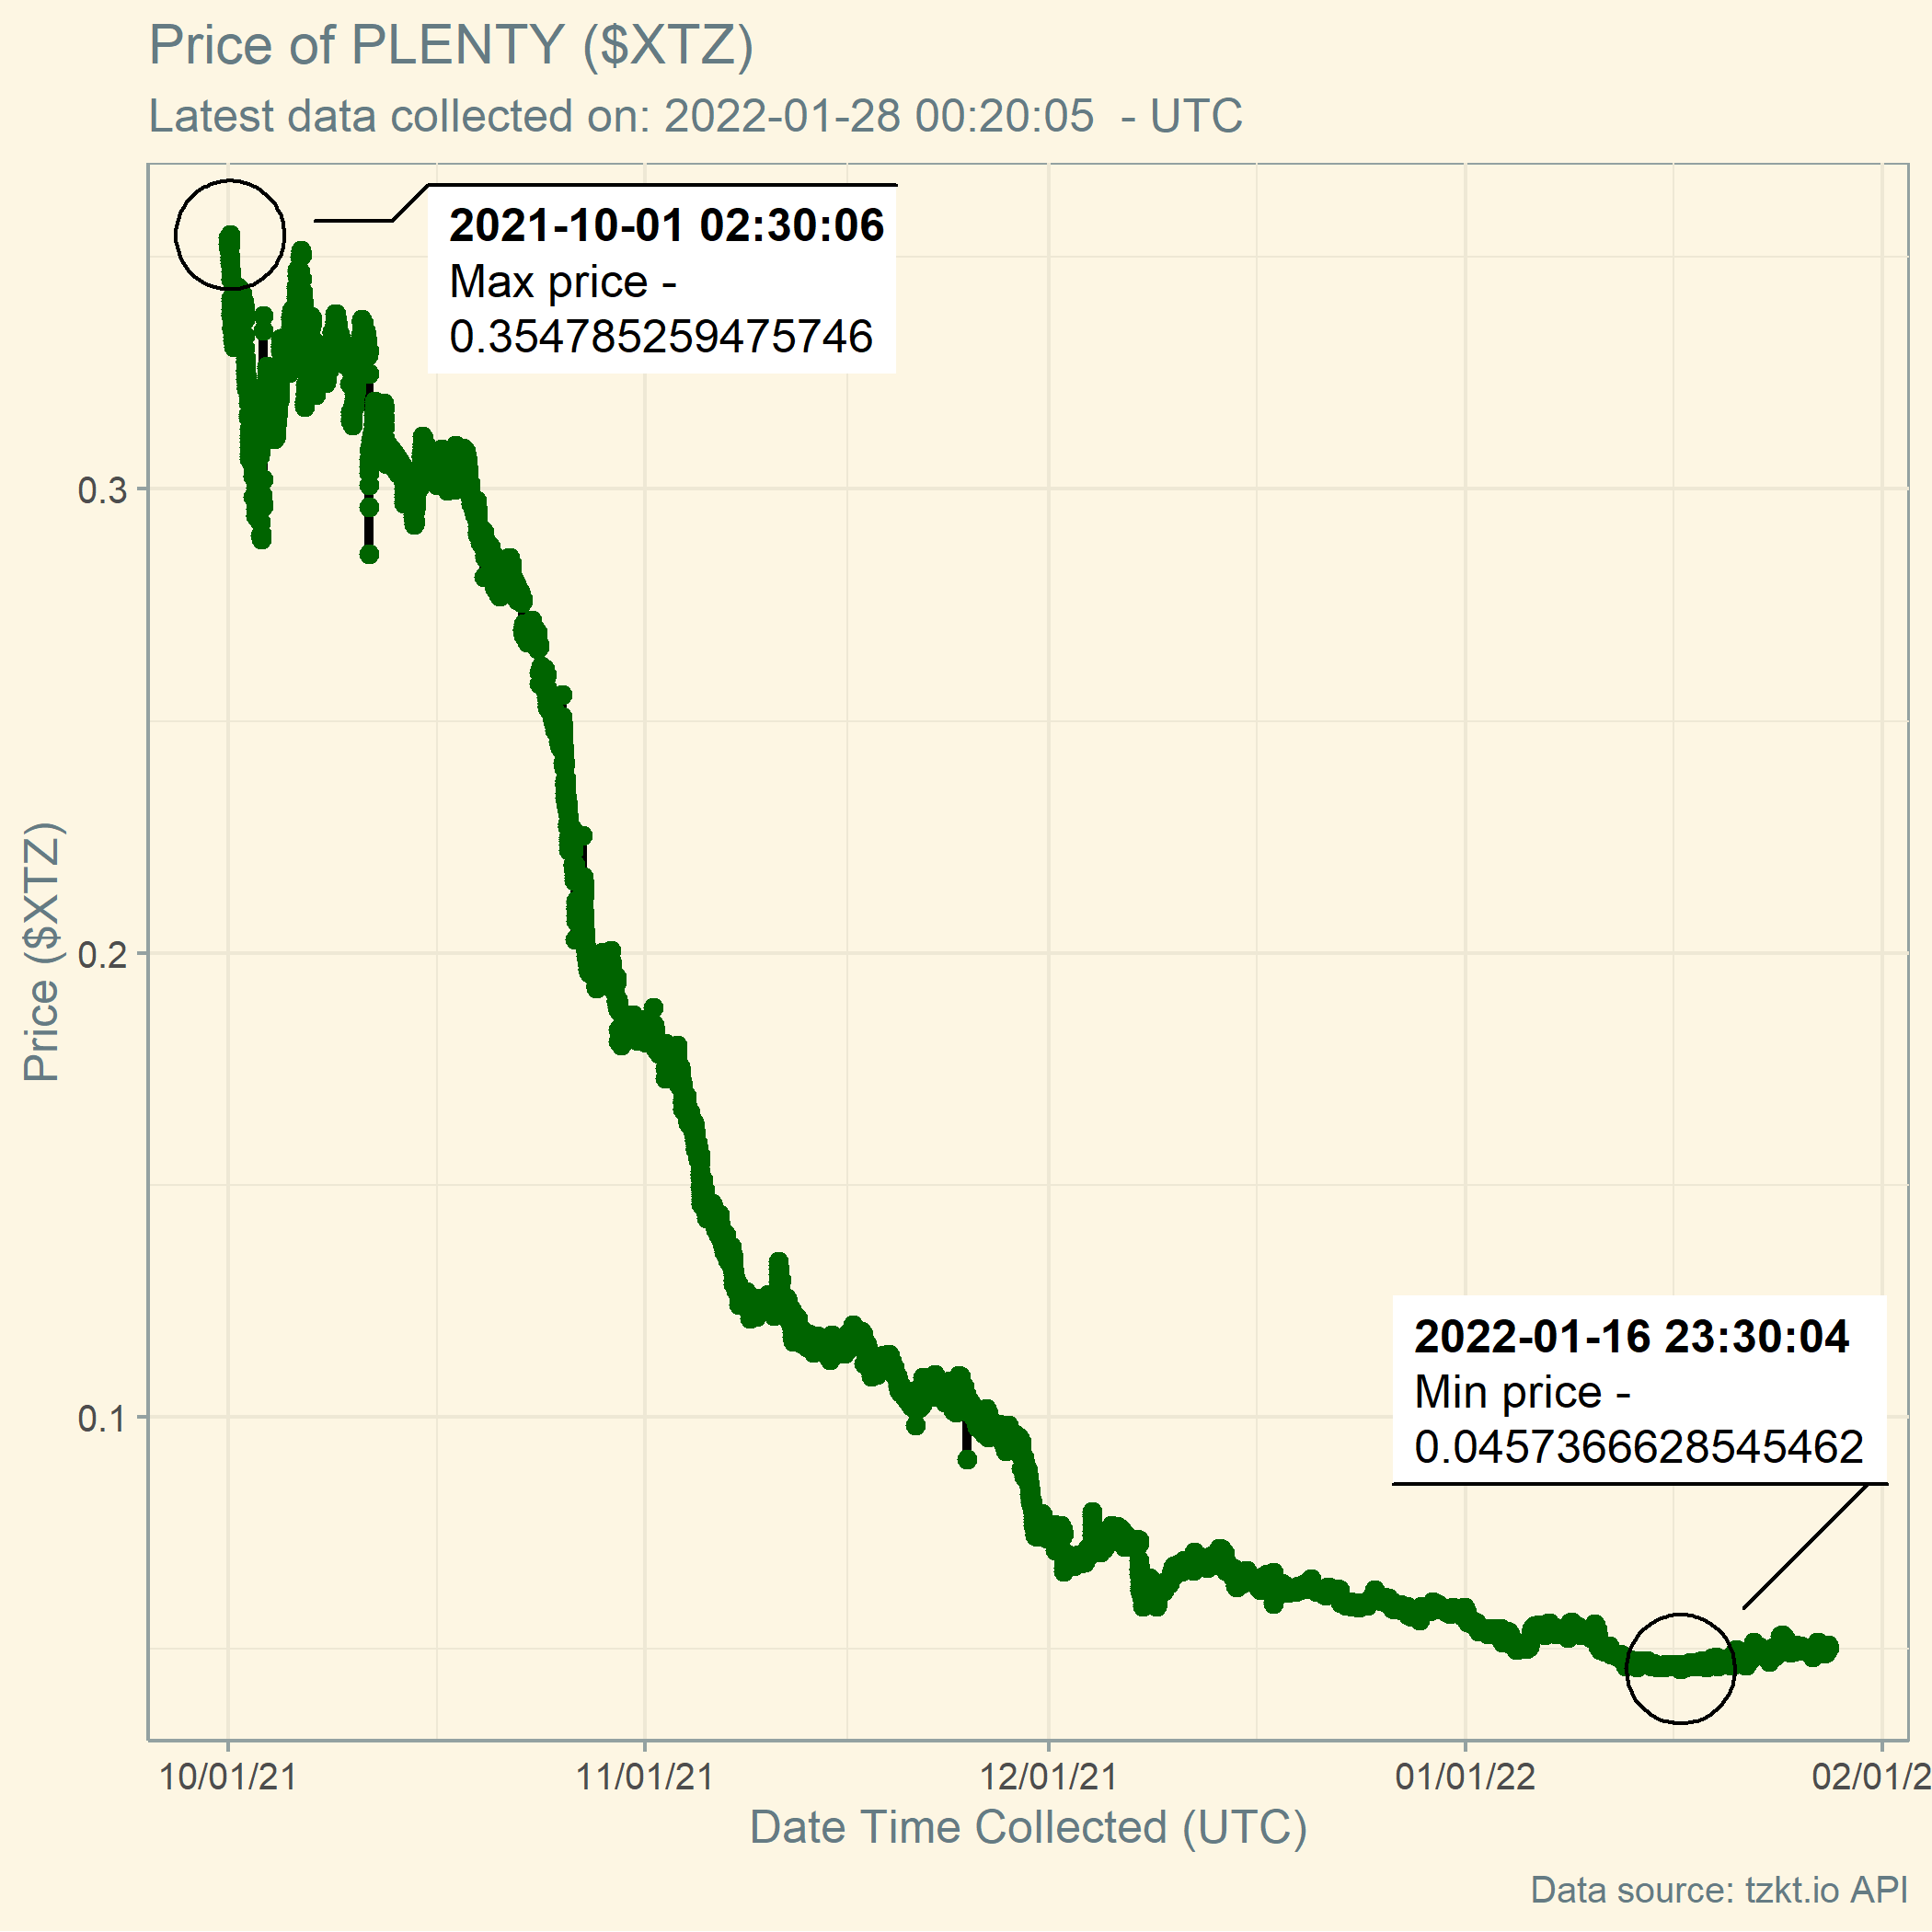 Price of PLENTY ($XTZ)
Latest data collected on: 2022-01-28 00:20:05  - UTC
2021-10-01 02:30:06
Max price -
0.354785259475746
0.3
0.2
0.1
Price ($XTZ)
2022-01-16 23:30:04
Min price -
0.0457366628545462
10/01/21
11/01/21
12/01/21
01/01/22
02/01/2
Date Time Collected (UTC)
Data source: tzkt.io API